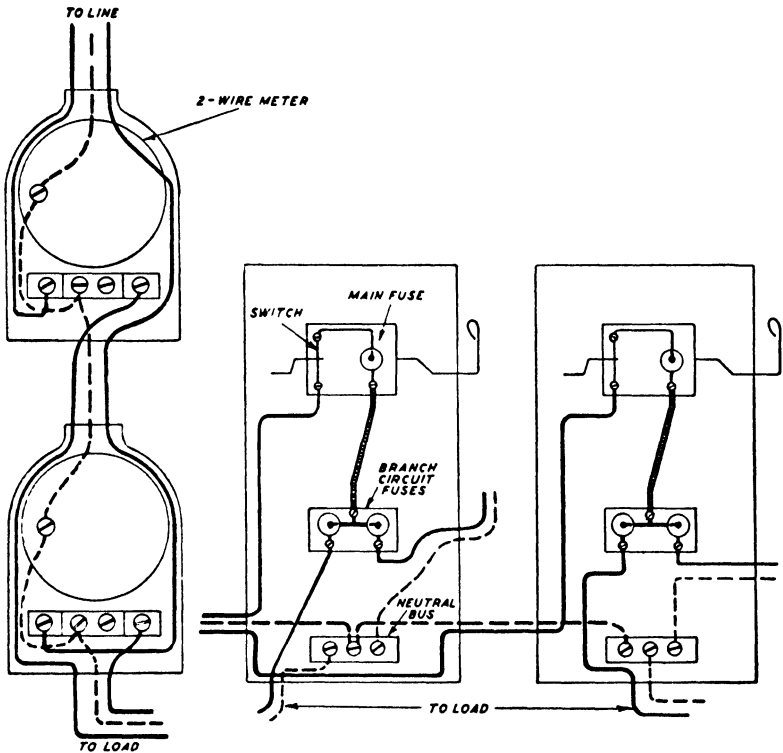 TO LINE
2-WIRE METER
MAIN FUSE
SWITCH
BRANCH
CIRCUIT
FUSES
NEUTRAL
BUS
TO LOAD
TO LOAD